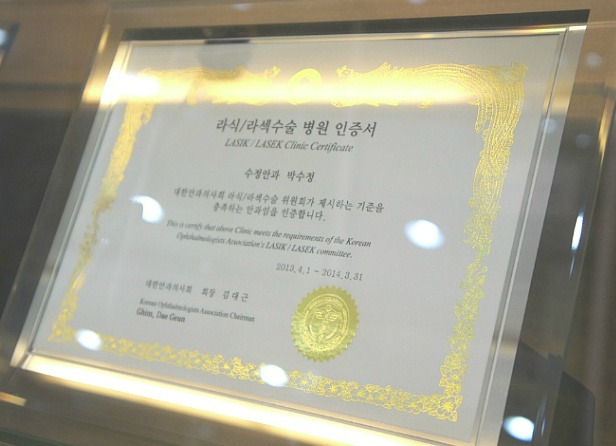 라식/라섹수술 병원 인증서
LASIK / LASEK Clinic Certificate
수정안과 박수정
대한안과의사회 라식/라섹수술 위원회가 제시하는 기준을
충족하는 안과임을 인증합니다.
This is certify that above Clinic meets the requirements of the Korean
Ophthalmologists Association's LASIK / LASEK committee.
2013.4.1 ~ 2014.3.31
대한안과의사회 회장 김대근
Korean Ophthalmologists Association Chairman
Ghim, Dae Geun